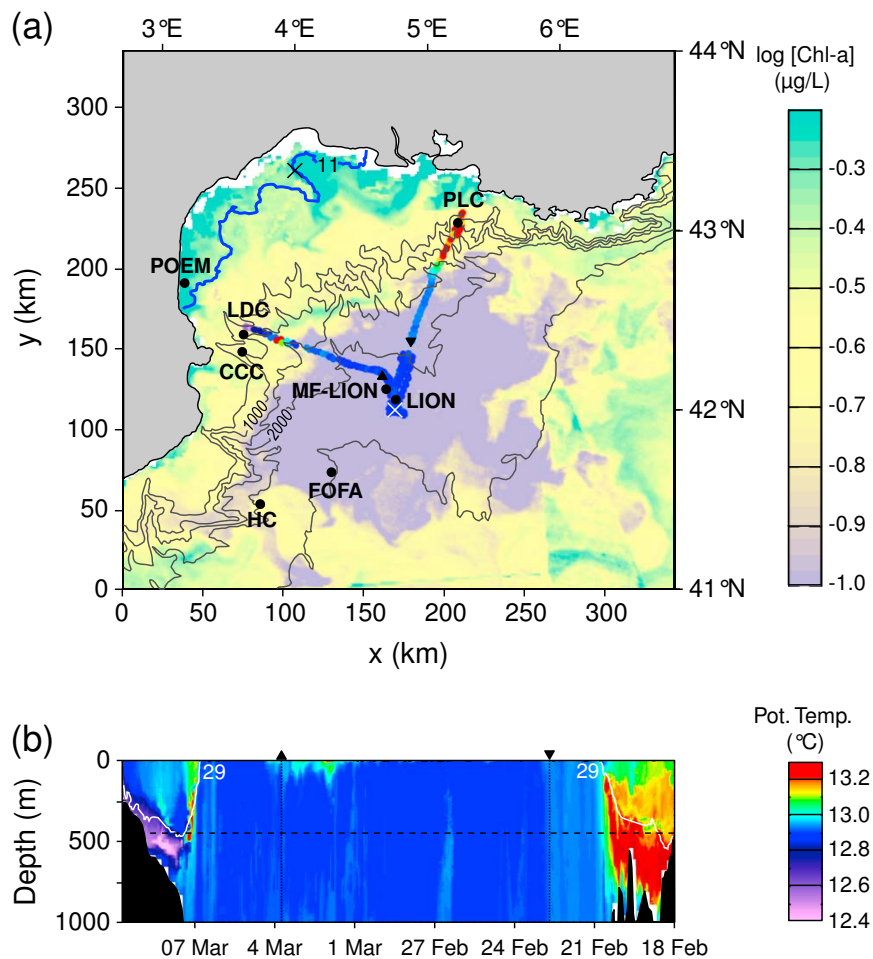 (a)
3°E 4°E 5°E 6°E
44°N
43°N
42°N
41°N
log [Chl-a]
(µg/L)
-0.3
-0.4
-0.5
-0.6
-0.7
-0.8
-0.9
-1.0
y (km)
300
250
200
150
100
50
0
11
PLC
POEM
LDC
CCC
MF-LION
LION
1000
2000
FOFA
HC
0 50 100 150 200 250 300
x (km)
(b)
Depth (m)
0
500
1000
29
29
07 Mar 4 Mar 1 Mar 27 Feb 24 Feb 21 Feb 18 Feb
Pot. Temp.
(°C)
13.2
13.0
12.8
12.6
12.4